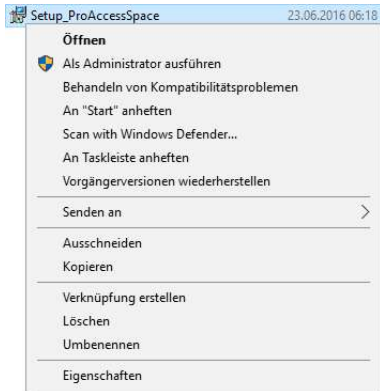 Setup_ProAccessSpace 23.06.2016 06:18
Öffnen
Als Administrator ausführen
Behandeln von Kompatibilitätsproblemen
An "Start" anheften
Scan with Windows Defender...
An Taskleiste anheften
Vorgängerversionen wiederherstellen
Senden an
Ausschneiden
Kopieren
Verknüpfung erstellen
Löschen
Umbenennen
Eigenschaften